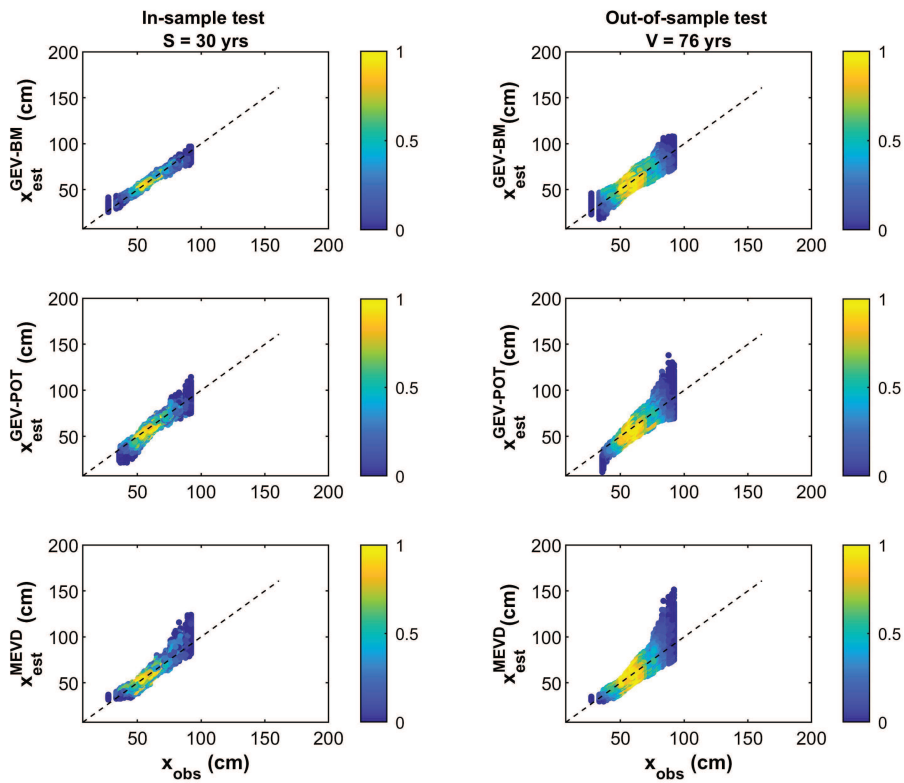 In-sample test
S = 30 yrs
Out-of-sample test
V = 76 yrs
200
150
100
50
50 100 150 200
x_est^GEV-BM (cm)
1
0.5
0
200
150
100
50
50 100 150 200
x_est^GEV-BM (cm)
1
0.5
0
200
150
100
50
50 100 150 200
x_est^GEV-POT (cm)
1
0.5
0
200
150
100
50
50 100 150 200
x_est^GEV-POT (cm)
1
0.5
0
200
150
100
50
50 100 150 200
x_est^MEVD (cm)
x_obs (cm)
1
0.5
0
200
150
100
50
50 100 150 200
x_est^MEVD (cm)
x_obs (cm)
1
0.5
0